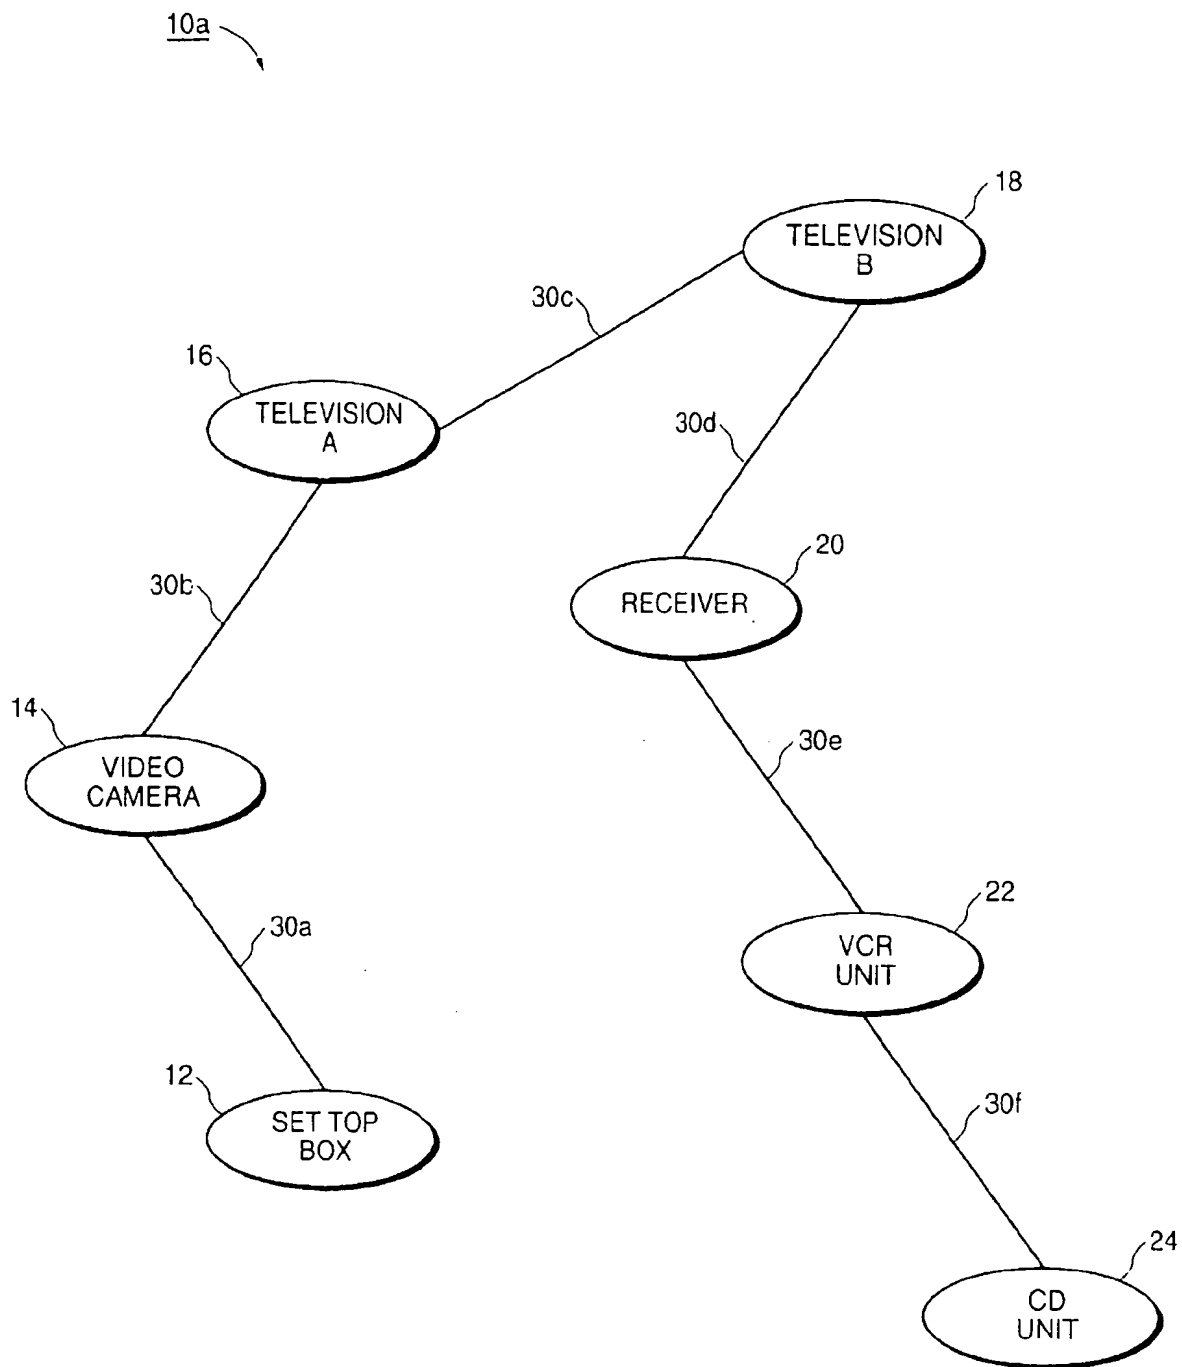 10a
18
TELEVISION
B
30c
16
TELEVISION
A
30d
20
RECEIVER
30b
14
VIDEO
CAMERA
30e
22
VCR
UNIT
30a
12
SET TOP
BOX
30f
24
CD
UNIT